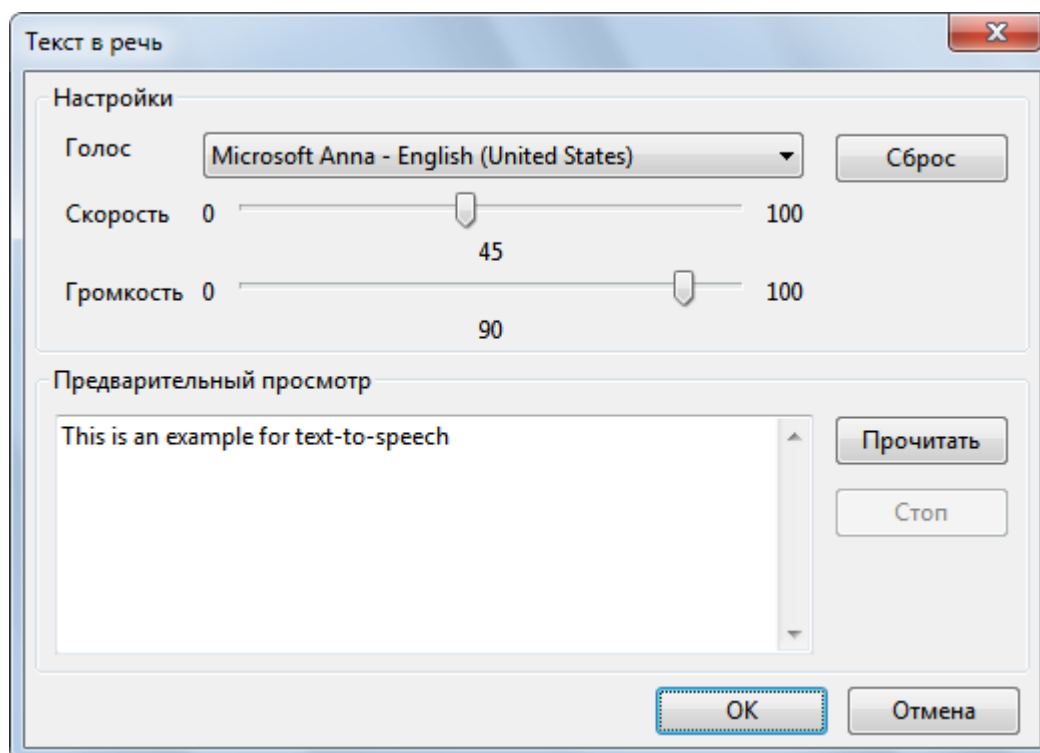 Текст в речь
Настройки
Голос
Microsoft Anna - English (United States)
Сброс
Скорость 0 100
45
Громкость 0 100
90
Предварительный просмотр
This is an example for text-to-speech
Прочитать
Стоп
OK Отмена